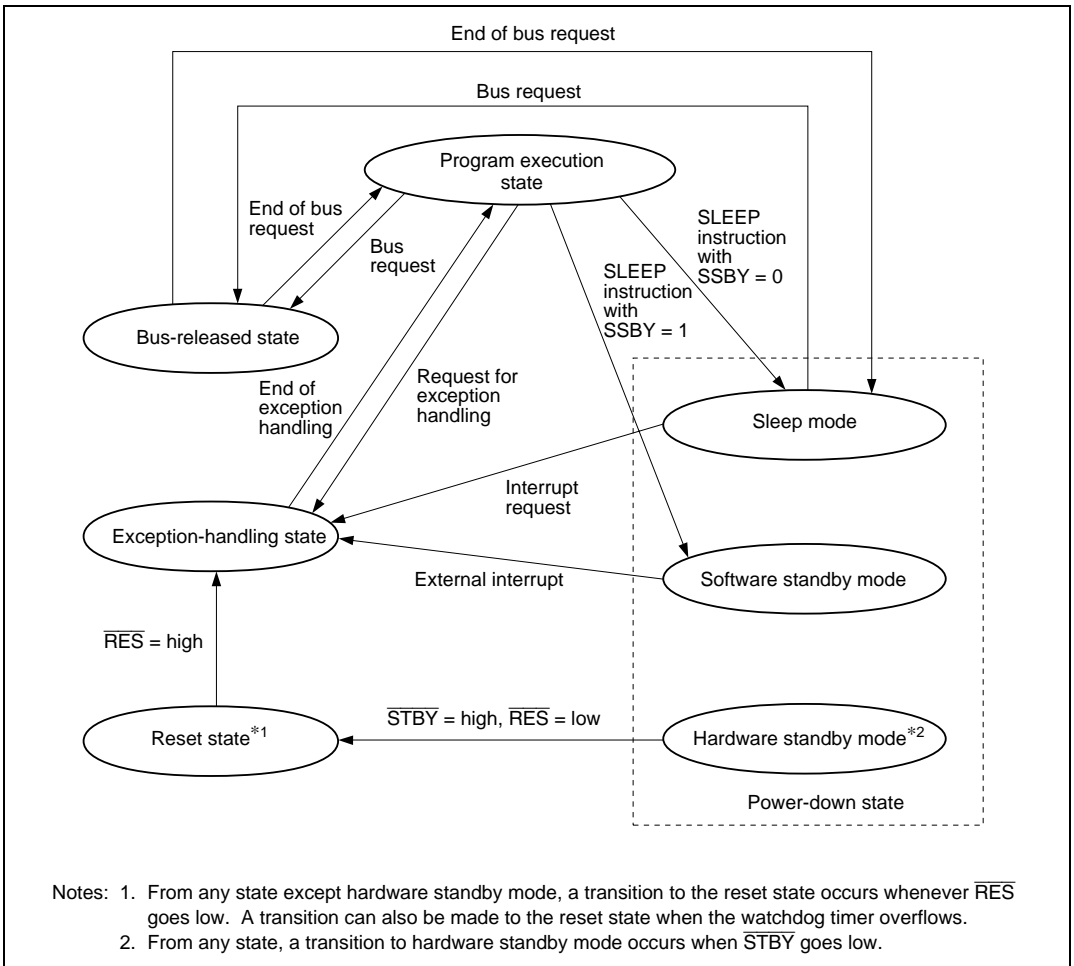 End of bus request
Bus request
Program execution
state
End of bus
request
Bus
request
SLEEP
instruction
with
SSBY = 0
SLEEP
instruction
with
SSBY = 1
Bus-released state
End of
exception
handling
Request for
exception
handling
Sleep mode
Interrupt
request
Exception-handling state
External interrupt
Software standby mode
R̅E̅S̅ = high
S̅T̅B̅Y̅ = high, R̅E̅S̅ = low
Reset state*1
Hardware standby mode*2
Power-down state
Notes: 1. From any state except hardware standby mode, a transition to the reset state occurs whenever R̅E̅S̅
goes low. A transition can also be made to the reset state when the watchdog timer overflows.
2. From any state, a transition to hardware standby mode occurs when S̅T̅B̅Y̅ goes low.